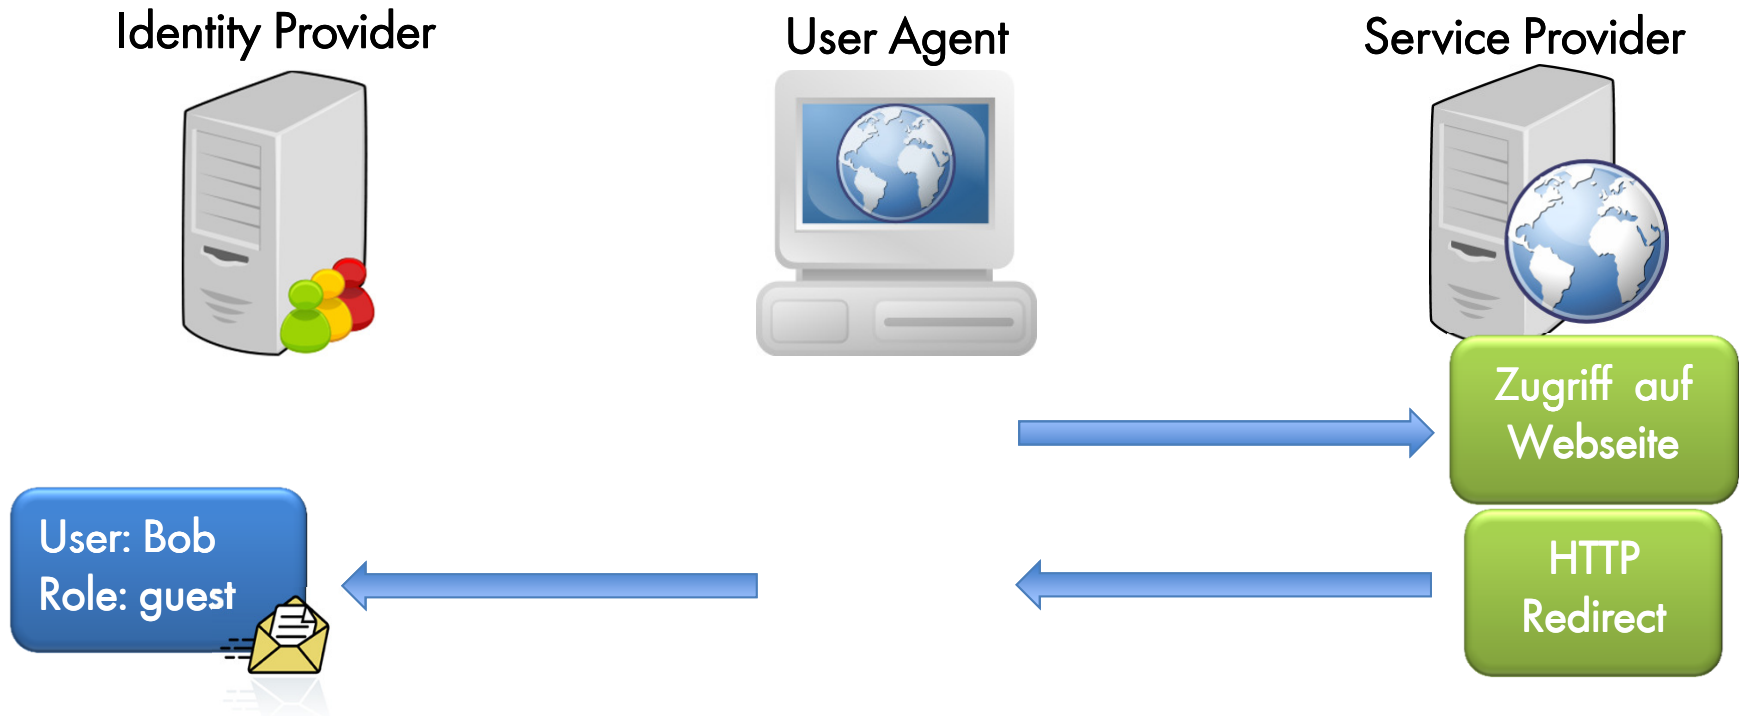 Identity Provider
User Agent
Service Provider
Zugriff auf
Webseite
User: Bob
Role: guest
HTTP
Redirect